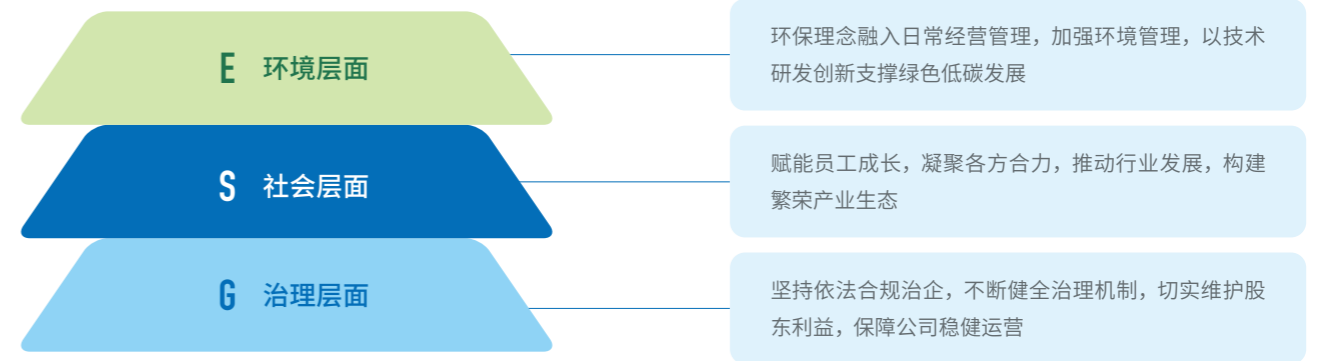 E 环境层面
环保理念融入日常经营管理，加强环境管理，以技术
研发创新支撑绿色低碳发展
S 社会层面
赋能员工成长，凝聚各方合力，推动行业发展，构建
繁荣产业生态
G 治理层面
坚持依法合规治企，不断健全治理机制，切实维护股
东利益，保障公司稳健运营